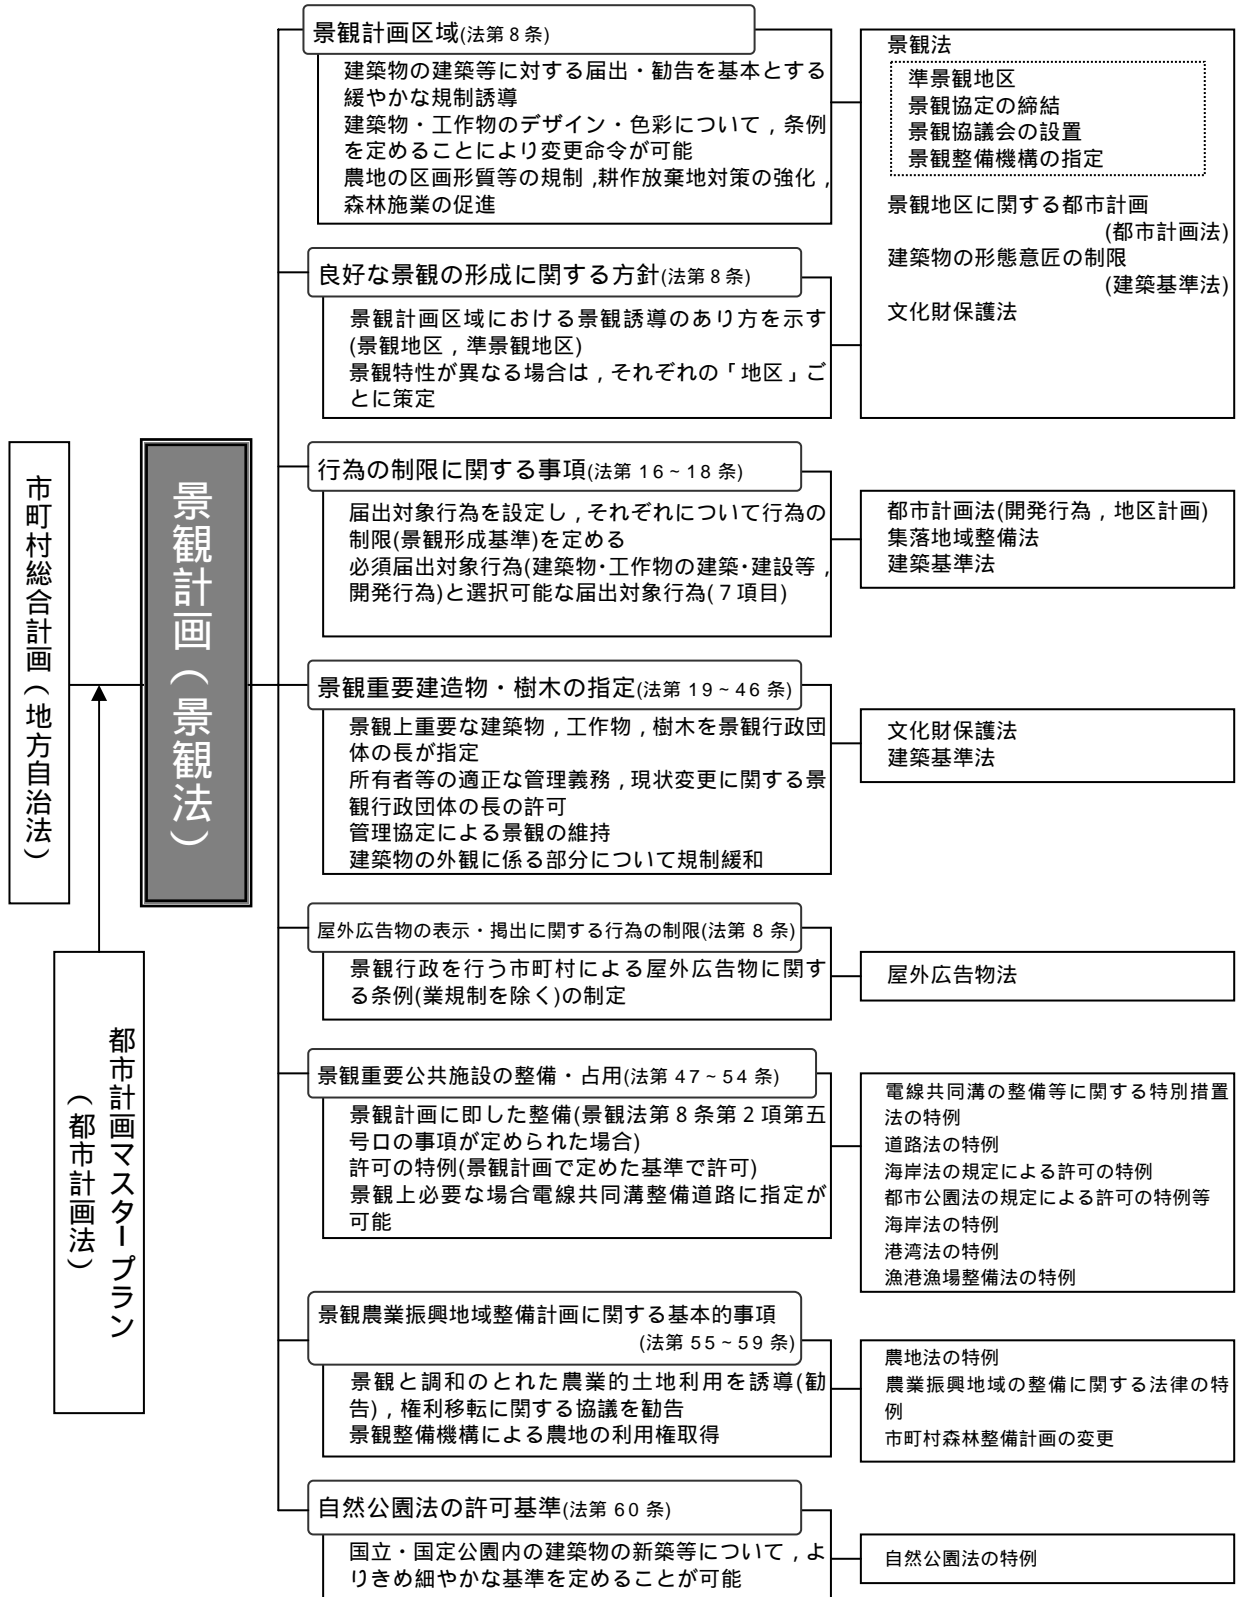 市町村総合計画（地方自治法）
都市計画マスタープラン
（都市計画法）
景観計画（景観法）
景観計画区域(法第8条)
建築物の建築等に対する届出・勧告を基本とする
緩やかな規制誘導
建築物・工作物のデザイン・色彩について，条例
を定めることにより変更命令が可能
農地の区画形質等の規制，耕作放棄地対策の強化，
森林施業の促進
景観法
準景観地区
景観協定の締結
景観協議会の設置
景観整備機構の指定
景観地区に関する都市計画
(都市計画法)
建築物の形態意匠の制限
(建築基準法)
文化財保護法
良好な景観の形成に関する方針(法第8条)
景観計画区域における景観誘導のあり方を示す
(景観地区，準景観地区)
景観特性が異なる場合は，それぞれの「地区」ご
とに策定
行為の制限に関する事項(法第16～18条)
届出対象行為を設定し，それぞれについて行為の
制限(景観形成基準)を定める
必須届出対象行為(建築物・工作物の建築・建設等，
開発行為)と選択可能な届出対象行為(7項目)
都市計画法(開発行為，地区計画)
集落地域整備法
建築基準法
景観重要建造物・樹木の指定(法第19～46条)
景観上重要な建築物，工作物，樹木を景観行政団
体の長が指定
所有者等の適正な管理義務，現状変更に関する景
観行政団体の長の許可
管理協定による景観の維持
建築物の外観に係る部分について規制緩和
文化財保護法
建築基準法
屋外広告物の表示・掲出に関する行為の制限(法第8条)
景観行政を行う市町村による屋外広告物に関す
る条例(業規制を除く)の制定
屋外広告物法
景観重要公共施設の整備・占用(法第47～54条)
景観計画に即した整備(景観法第8条第2項第五
号ロの事項が定められた場合)
許可の特例(景観計画で定めた基準で許可)
景観上必要な場合電線共同溝整備道路に指定が
可能
電線共同溝の整備等に関する特別措置
法の特例
道路法の特例
海岸法の規定による許可の特例
都市公園法の規定による許可の特例等
海岸法の特例
港湾法の特例
漁港漁場整備法の特例
景観農業振興地域整備計画に関する基本的事項
(法第55～59条)
景観と調和のとれた農業的土地利用を誘導(勧
告)，権利移転に関する協議を勧告
景観整備機構による農地の利用権取得
農地法の特例
農業振興地域の整備に関する法律の特
例
市町村森林整備計画の変更
自然公園法の許可基準(法第60条)
国立・国定公園内の建築物の新築等について，よ
りきめ細やかな基準を定めることが可能
自然公園法の特例